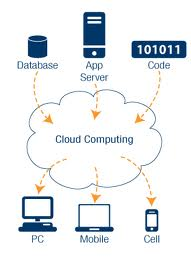 101011
Database
App
Server
Code
Cloud Computing
PC
Mobile
Cell